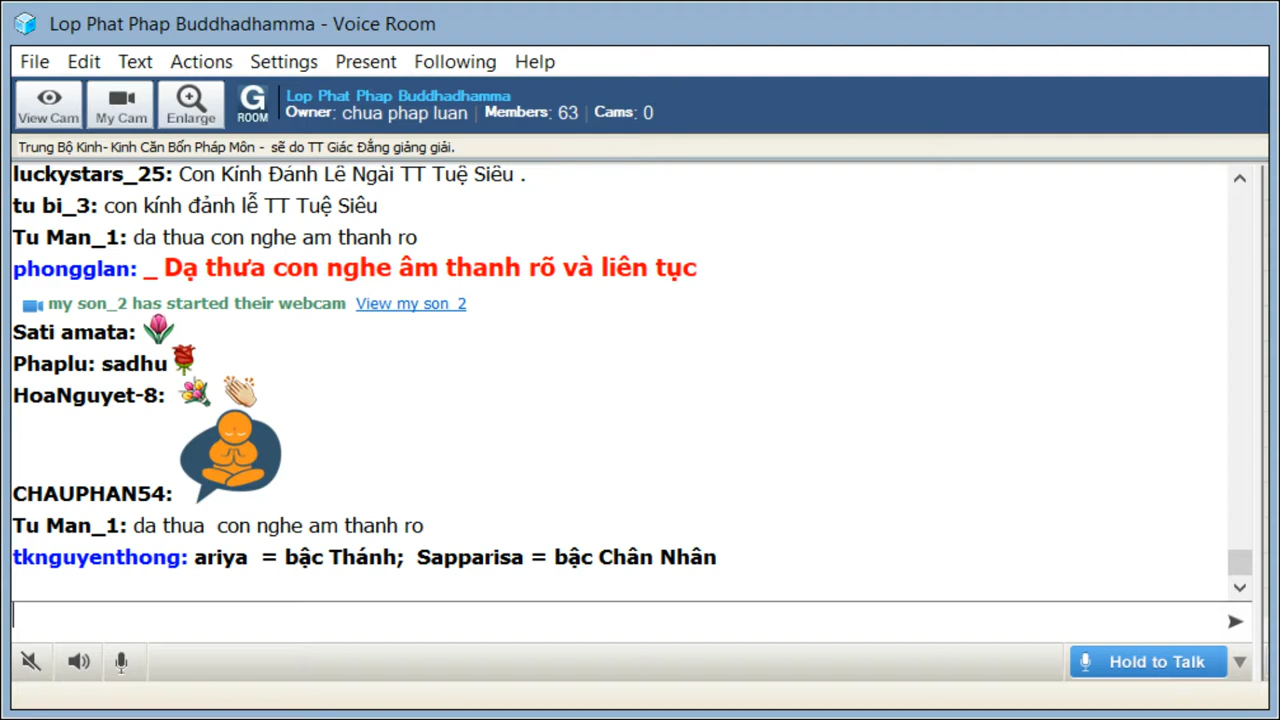 Lop Phat Phap Buddhadhamma - Voice Room
File Edit Text Actions Settings Present Following Help
View Cam My Cam Enlarge G ROOM
Lop Phat Phap Buddhadhamma
Owner: chua phap luan | Members: 63 | Cams: 0
Trung Bộ Kinh- Kinh Căn Bổn Pháp Môn - sẽ do TT Giác Đẳng giảng giải.
luckystars_25: Con Kính Đảnh Lễ Ngài TT Tuệ Siêu .
tu bi_3: con kính đảnh lễ TT Tuệ Siêu
Tu Man_1: da thua con nghe am thanh ro
phongglan: _ Dạ thưa con nghe âm thanh rõ và liên tục
my son_2 has started their webcam View my son_2
Sati amata:
Phaplu: sadhu
HoaNguyet-8:
CHAUPHAN54:
Tu Man_1: da thua con nghe am thanh ro
tknguyenthong: ariya = bậc Thánh; Sapparisa = bậc Chân Nhân
Hold to Talk